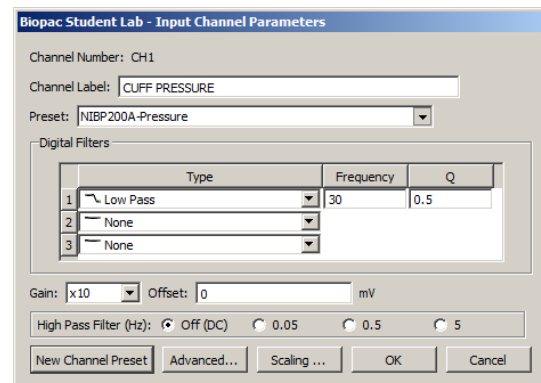 Biopac Student Lab - Input Channel Parameters
Channel Number: CH1
Channel Label: CUFF PRESSURE
Preset: NIBP200A-Pressure
Digital Filters
Type Frequency Q
1 Low Pass 30 0.5
2 None
3 None
Gain: x10 Offset: 0 mV
High Pass Filter (Hz): Off (DC) 0.05 0.5 5
New Channel Preset Advanced... Scaling ... OK Cancel